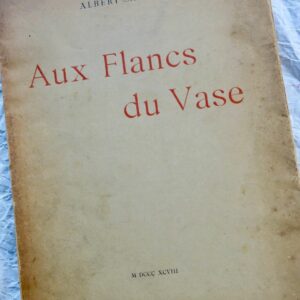 ALBERT
Aux Flancs
du Vase
M DCCC XCVIII